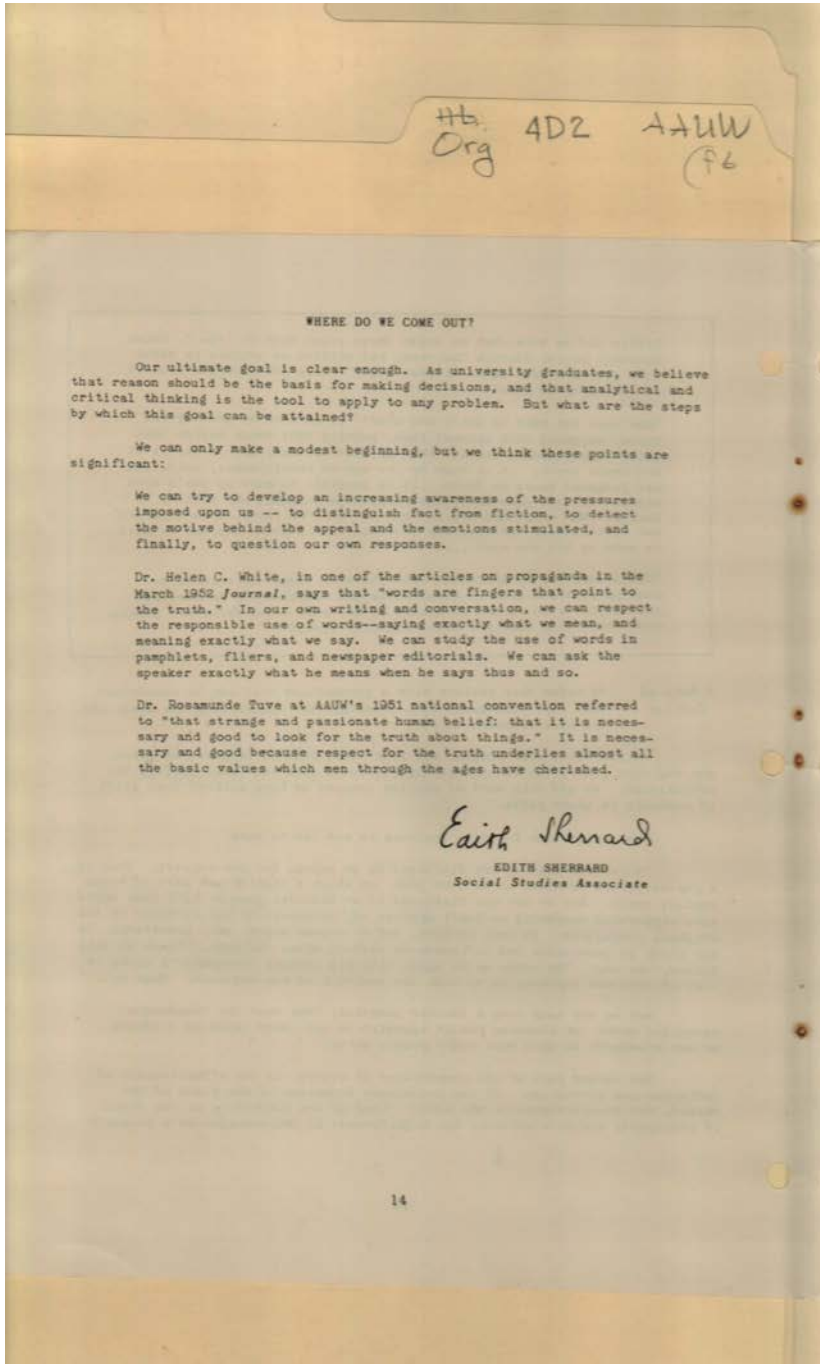 Org 4D2 AAUW
WHERE DO WE COME OUT?
Our ultimate goal is clear enough. As university graduates, we believe
that reason should be the basis for making decisions, and that analytical and
critical thinking is the tool to apply to any problem. But what are the steps
by which this goal can be attained?
We can only make a modest beginning, but we think these points are
significant:
We can try to develop an increasing awareness of the pressures
imposed upon us -- to distinguish fact from fiction, to detect
the motive behind the appeal and the emotions stimulated, and
finally, to question our own responses.
Dr. Helen C. White, in one of the articles on propaganda in the
March 1952 Journal, says that "words are fingers that point to
the truth." In our own writing and conversation, we can respect
the responsible use of words--saying exactly what we mean, and
meaning exactly what we say. We can study the use of words in
pamphlets, fliers, and newspaper editorials. We can ask the
speaker exactly what he means when he says thus and so.
Dr. Rosamunde Tuve at AAUW's 1951 national convention referred
to "that strange and passionate human belief: that it is neces-
sary and good to look for the truth about things." It is neces-
sary and good because respect for the truth underlies almost all
the basic values which men through the ages have cherished.
Edith Sherrard
EDITH SHERRARD
Social Studies Associate
14